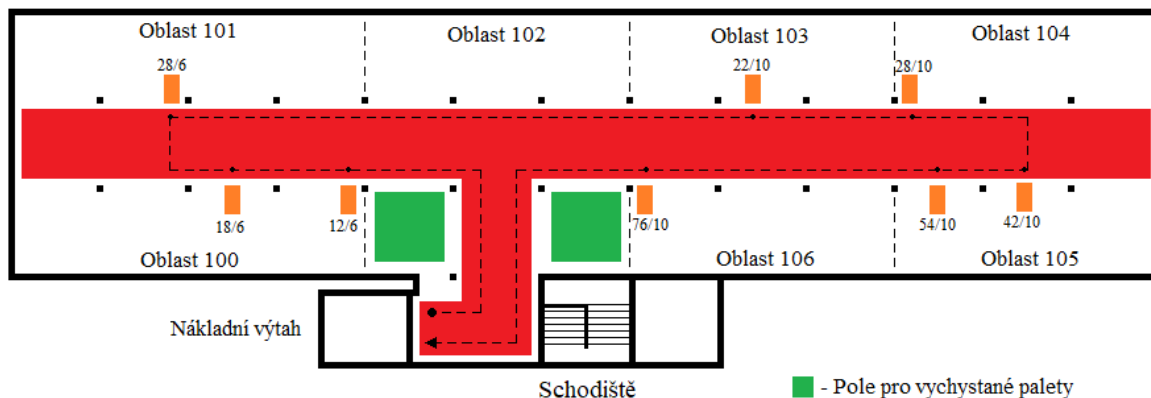 Oblast 101
Oblast 102
Oblast 103
Oblast 104
28/6
22/10
28/10
18/6
12/6
76/10
54/10
42/10
Oblast 100
Oblast 106
Oblast 105
Nákladní výtah
Schodiště
- Pole pro vychystané palety